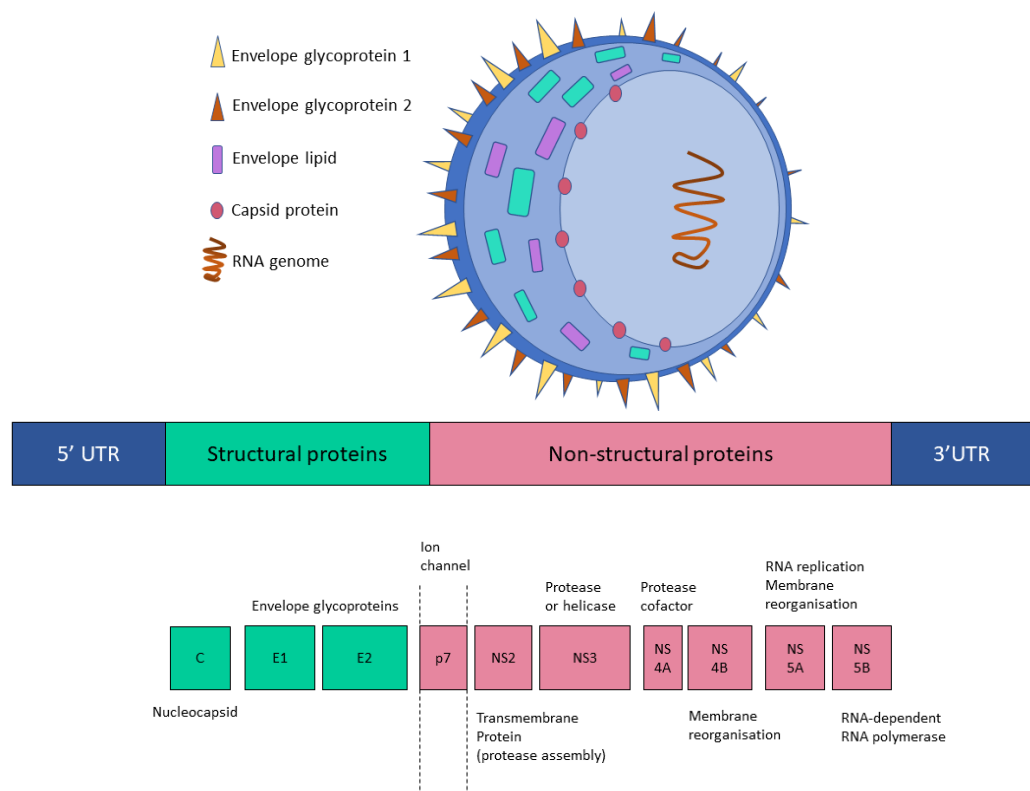 Envelope glycoprotein 1
Envelope glycoprotein 2
Envelope lipid
Capsid protein
RNA genome
5’ UTR
Structural proteins
Non-structural proteins
3’UTR
Ion
channel
Envelope glycoproteins
Protease
or helicase
Protease
cofactor
RNA replication
Membrane
reorganisation
C
E1
E2
p7
NS2
NS3
NS
4A
NS
4B
NS
5A
NS
5B
Nucleocapsid
Transmembrane
Protein
(protease assembly)
Membrane
reorganisation
RNA-dependent
RNA polymerase